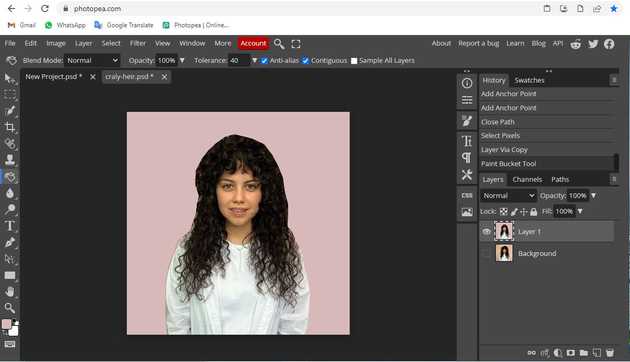 photopea.com
Gmail WhatsApp Google Translate Photopea | Online...
File Edit Image Layer Select Filter View Window More Account About Report a bug Learn Blog API
Blend Mode: Normal Opacity: 100% Tolerance: 40 Anti-alias Contiguous Sample All Layers
New Project.psd * craly-heir.psd *
History Swatches
Add Anchor Point
Add Anchor Point
Close Path
Select Pixels
Layer Via Copy
Paint Bucket Tool
Layers Channels Paths
Normal Opacity: 100%
Lock: Fill: 100%
CSS
Layer 1
Background